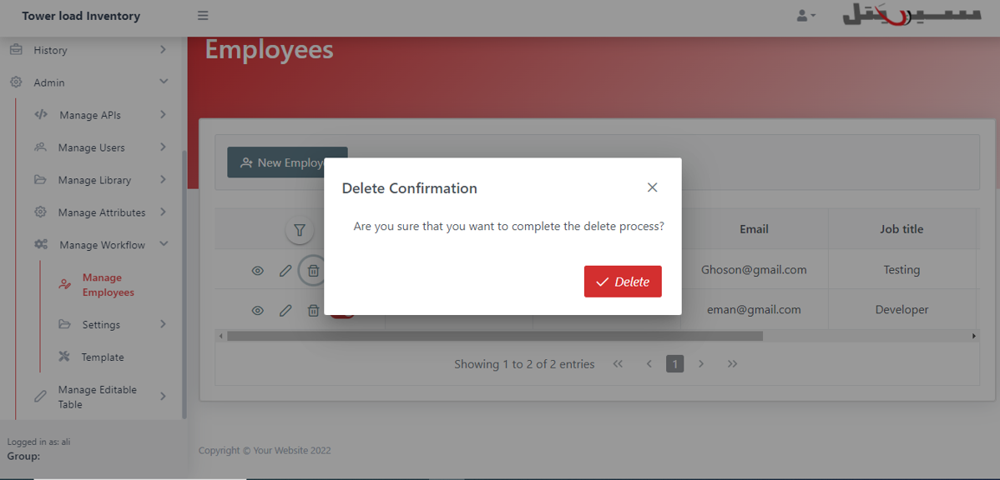 Tower load Inventory
سيريتل
History
Admin
Manage APIs
Manage Users
Manage Library
Manage Attributes
Manage Workflow
Manage
Employees
Settings
Template
Manage Editable
Table
Logged in as: ali
Group:
Employees
New Employ
Delete Confirmation
Are you sure that you want to complete the delete process?
Delete
Email
Job title
Ghoson@gmail.com
Testing
eman@gmail.com
Developer
Showing 1 to 2 of 2 entries
1
Copyright © Your Website 2022